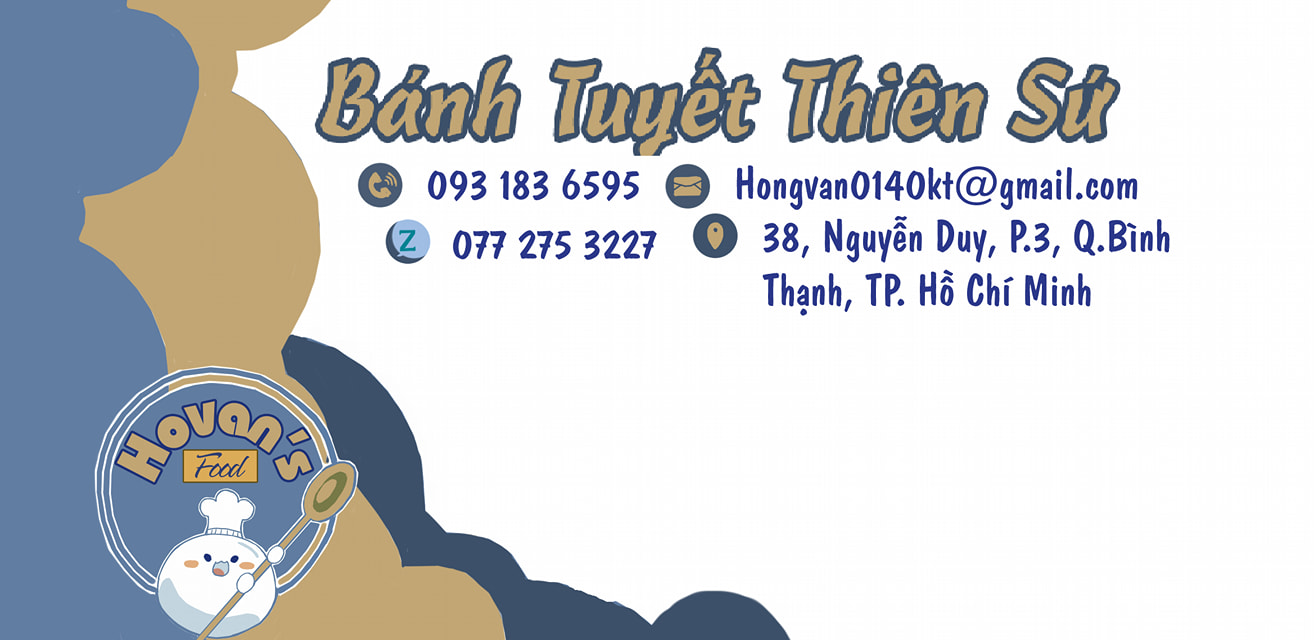 Bánh Tuyết Thiên Sứ
093 183 6595
Hongvan0140kt@gmail.com
Z
077 275 3227
38, Nguyễn Duy, P.3, Q.Bình
Thạnh, TP. Hồ Chí Minh
Hovan's
Food